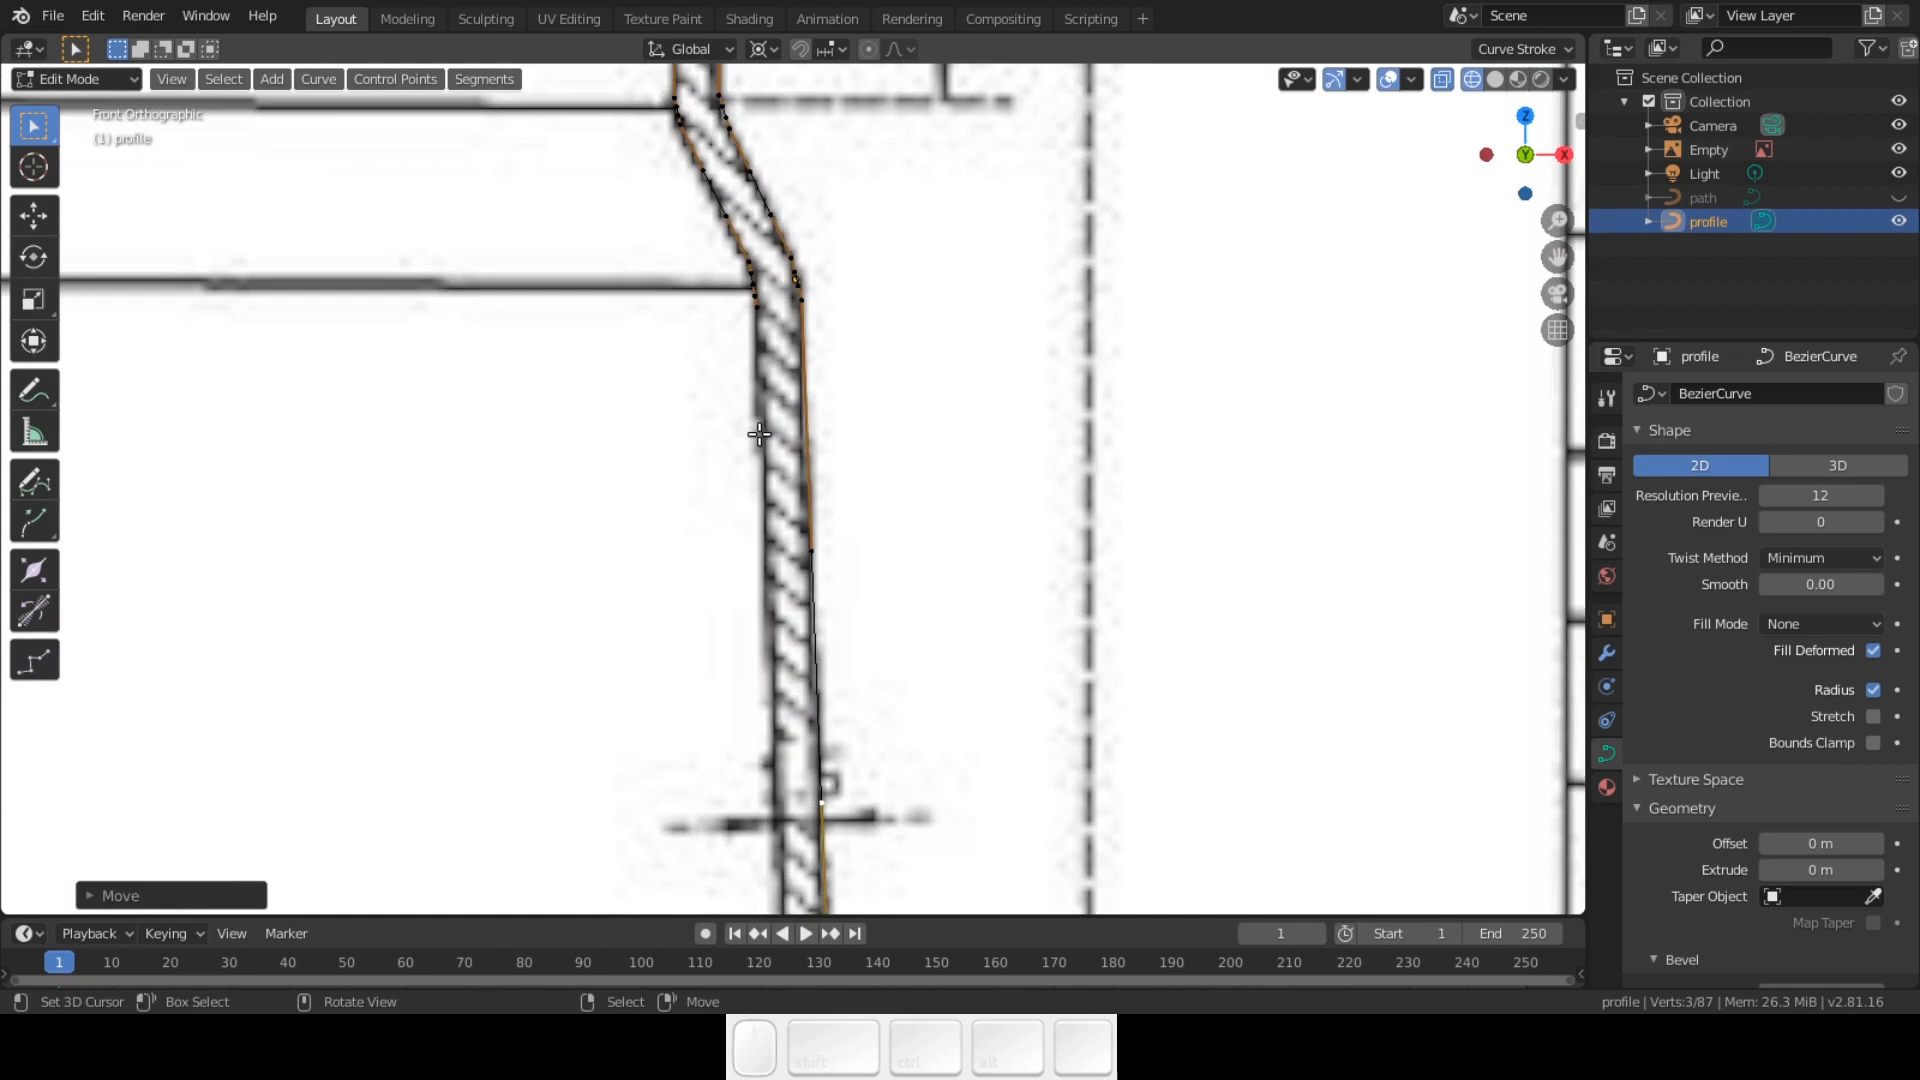 File Edit Render Window Help Layout Modeling Sculpting UV Editing Texture Paint Shading Animation Rendering Compositing Scripting + Scene View Layer
Global Curve Stroke
Edit Mode View Select Add Curve Control Points Segments
Front Orthographic
(1) profile
Z
Y
X
Scene Collection
Collection
Camera
Empty
Light
path
profile
profile BezierCurve
BezierCurve
Shape
2D 3D
Resolution Previe.. 12
Render U 0
Twist Method Minimum
Smooth 0.00
Fill Mode None
Fill Deformed
Radius
Stretch
Bounds Clamp
Texture Space
Geometry
Offset 0 m
Extrude 0 m
Taper Object
Map Taper
Bevel
Move
Playback Keying View Marker 1 Start 1 End 250
1 10 20 30 40 50 60 70 80 90 100 110 120 130 140 150 160 170 180 190 200 210 220 230 240 250
Set 3D Cursor Box Select Rotate View Select Move profile | Verts:3/87 | Mem: 26.3 MiB | v2.81.16
shift ctrl alt